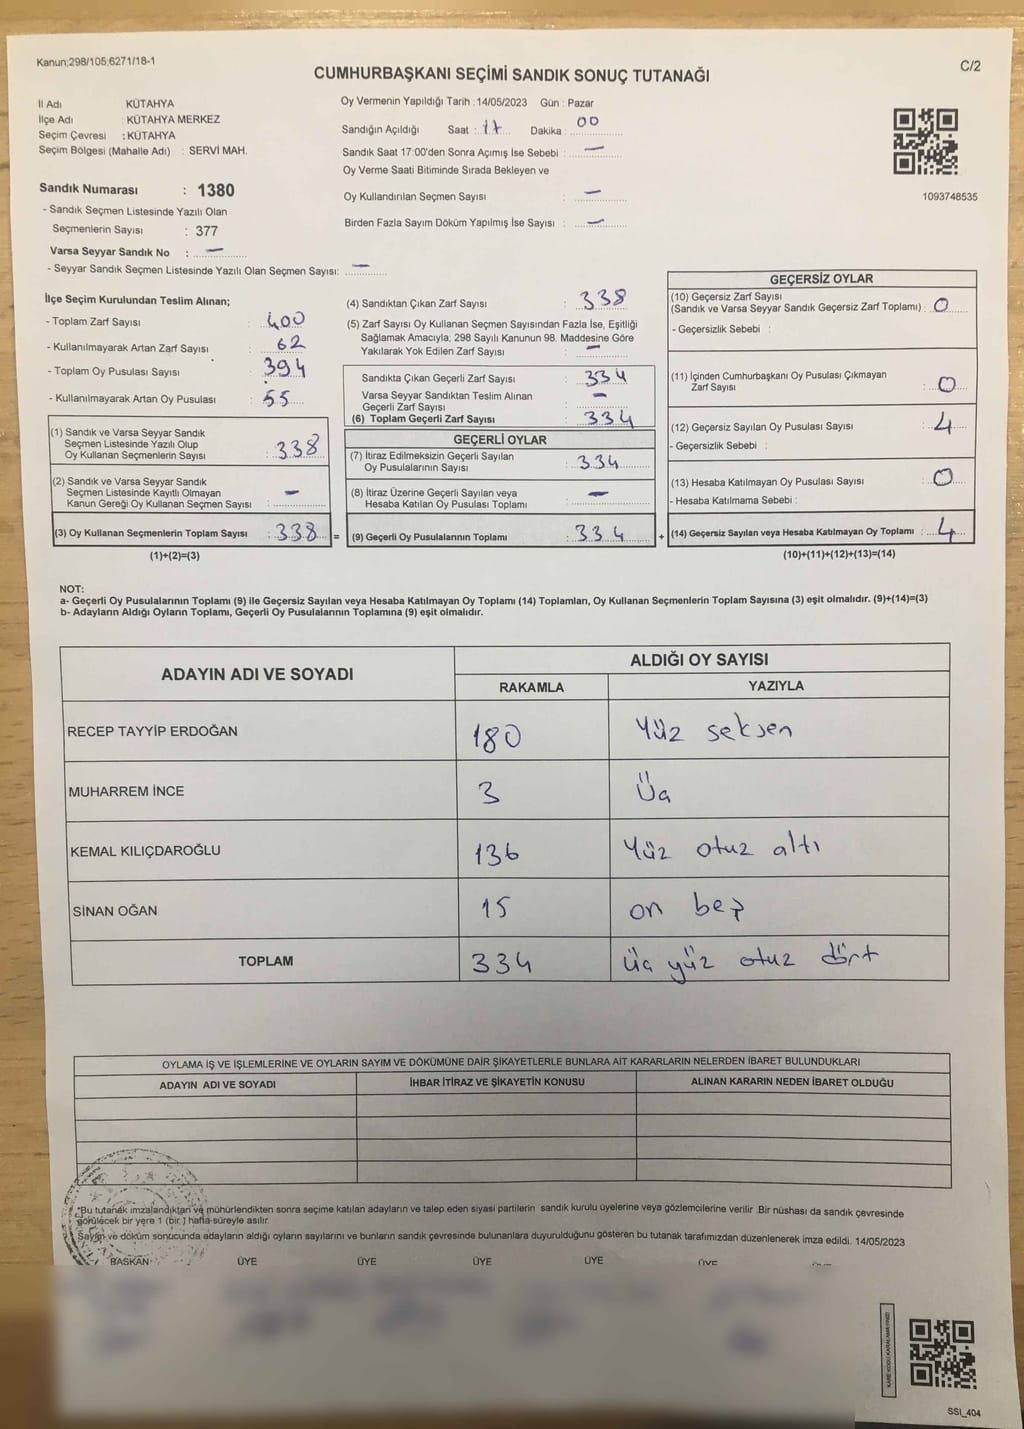 Kanun;298/105;6271/18-1
C/2
CUMHURBAŞKANI SEÇİMİ SANDIK SONUÇ TUTANAĞI
İl Adı : KÜTAHYA
İlçe Adı : KÜTAHYA MERKEZ
Seçim Çevresi : KÜTAHYA
Seçim Bölgesi (Mahalle Adı) : SERVİ MAH.
Sandık Numarası : 1380
- Sandık Seçmen Listesinde Yazılı Olan
Seçmenlerin Sayısı : 377
Varsa Seyyar Sandık No : —
- Seyyar Sandık Seçmen Listesinde Yazılı Olan Seçmen Sayısı: —
Oy Vermenin Yapıldığı Tarih : 14/05/2023 Gün : Pazar
Sandığın Açıldığı Saat : 17 Dakika : 00
Sandık Saat 17:00'den Sonra Açımış İse Sebebi : —
Oy Verme Saati Bitiminde Sırada Bekleyen ve
Oy Kullandırılan Seçmen Sayısı : —
Birden Fazla Sayım Döküm Yapılmış İse Sayısı : —
1093748535
İlçe Seçim Kurulundan Teslim Alınan;
- Toplam Zarf Sayısı : 400
- Kullanılmayarak Artan Zarf Sayısı : 62
- Toplam Oy Pusulası Sayısı : 394
- Kullanılmayarak Artan Oy Pusulası : 55
(1) Sandık ve Varsa Seyyar Sandık
Seçmen Listesinde Yazılı Olup
Oy Kullanan Seçmenlerin Sayısı : 338
(2) Sandık ve Varsa Seyyar Sandık
Seçmen Listesinde Kayıtlı Olmayan
Kanun Gereği Oy Kullanan Seçmen Sayısı : —
(3) Oy Kullanan Seçmenlerin Toplam Sayısı : 338 =
(1)+(2)=(3)
(4) Sandıktan Çıkan Zarf Sayısı : 338
(5) Zarf Sayısı Oy Kullanan Seçmen Sayısından Fazla İse, Eşitliği
Sağlamak Amacıyla; 298 Sayılı Kanunun 98. Maddesine Göre
Yakılarak Yok Edilen Zarf Sayısı : —
Sandıkta Çıkan Geçerli Zarf Sayısı : 334
Varsa Seyyar Sandıktan Teslim Alınan
Geçerli Zarf Sayısı : —
(6) Toplam Geçerli Zarf Sayısı : 334
GEÇERLİ OYLAR
(7) İtiraz Edilmeksizin Geçerli Sayılan
Oy Pusulalarının Sayısı : 334
(8) İtiraz Üzerine Geçerli Sayılan veya
Hesaba Katılan Oy Pusulası Toplamı : —
(9) Geçerli Oy Pusulalarının Toplamı : 334 +
GEÇERSİZ OYLAR
(10) Geçersiz Zarf Sayısı
(Sandık ve Varsa Seyyar Sandık Geçersiz Zarf Toplamı) : 0
- Geçersizlik Sebebi :
(11) İçinden Cumhurbaşkanı Oy Pusulası Çıkmayan
Zarf Sayısı : 0
(12) Geçersiz Sayılan Oy Pusulası Sayısı : 4
- Geçersizlik Sebebi :
(13) Hesaba Katılmayan Oy Pusulası Sayısı : 0
- Hesaba Katılmama Sebebi :
(14) Geçersiz Sayılan veya Hesaba Katılmayan Oy Toplamı : 4
(10)+(11)+(12)+(13)=(14)
NOT:
a- Geçerli Oy Pusulalarının Toplamı (9) ile Geçersiz Sayılan veya Hesaba Katılmayan Oy Toplamı (14) Toplamları, Oy Kullanan Seçmenlerin Toplam Sayısına (3) eşit olmalıdır. (9)+(14)=(3)
b- Adayların Aldığı Oyların Toplamı, Geçerli Oy Pusulalarının Toplamına (9) eşit olmalıdır.
ADAYIN ADI VE SOYADI ALDIĞI OY SAYISI
RAKAMLA YAZIYLA
RECEP TAYYİP ERDOĞAN 180 Yüz seksen
MUHARREM İNCE 3 Üç
KEMAL KILIÇDAROĞLU 136 Yüz otuz altı
SİNAN OĞAN 15 on beş
TOPLAM 334 üç yüz otuz dört
OYLAMA İŞ VE İŞLEMLERİNE VE OYLARIN SAYIM VE DÖKÜMÜNE DAİR ŞİKAYETLERLE BUNLARA AİT KARARLARIN NELERDEN İBARET BULUNDUKLARI
ADAYIN ADI VE SOYADI İHBAR İTİRAZ VE ŞİKAYETİN KONUSU ALINAN KARARIN NEDEN İBARET OLDUĞU
"Bu tutanak imzalandıktan ve mühürlendikten sonra seçime katılan adayların ve talep eden siyasi partilerin sandık kurulu üyelerine veya gözlemcilerine verilir. Bir nüshası da sandık çevresinde
görülecek bir yere 1 (bir ) hafta süreyle asılır.
Sayım ve döküm sonucunda adayların aldığı oyların sayılarını ve bunların sandık çevresinde bulunanlara duyurulduğunu gösteren bu tutanak tarafımızdan düzenlenerek imza edildi. 14/05/2023
BAŞKAN ÜYE ÜYE ÜYE ÜYE ÜYE
SSİ_404